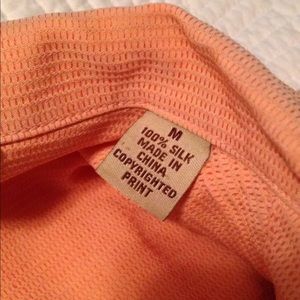 M
100% SILK
MADE IN
CHINA
COPYRIGHTED
PRINT